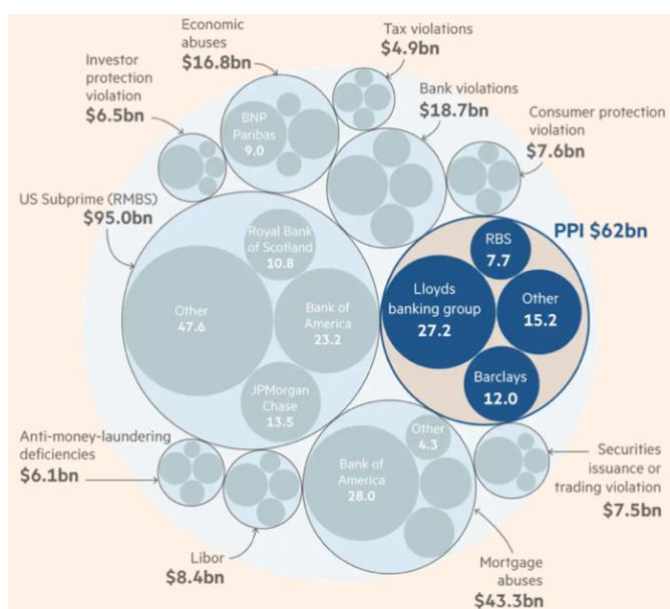 Economic
abuses
$16.8bn
Tax violations
$4.9bn
Investor
protection
violation
$6.5bn
Bank violations
$18.7bn
Consumer protection
violation
$7.6bn
BNP
Paribas
9.0
US Subprime (RMBS)
$95.0bn
PPI $62bn
Royal Bank
of Scotland
10.8
RBS
7.7
Other
47.6
Bank of
America
23.2
Lloyds
banking group
27.2
Other
15.2
JPMorgan
Chase
13.5
Barclays
12.0
Anti-money-laundering
deficiencies
$6.1bn
Other
4.3
Bank of
America
28.0
Securities
issuance or
trading violation
$7.5bn
Libor
$8.4bn
Mortgage
abuses
$43.3bn